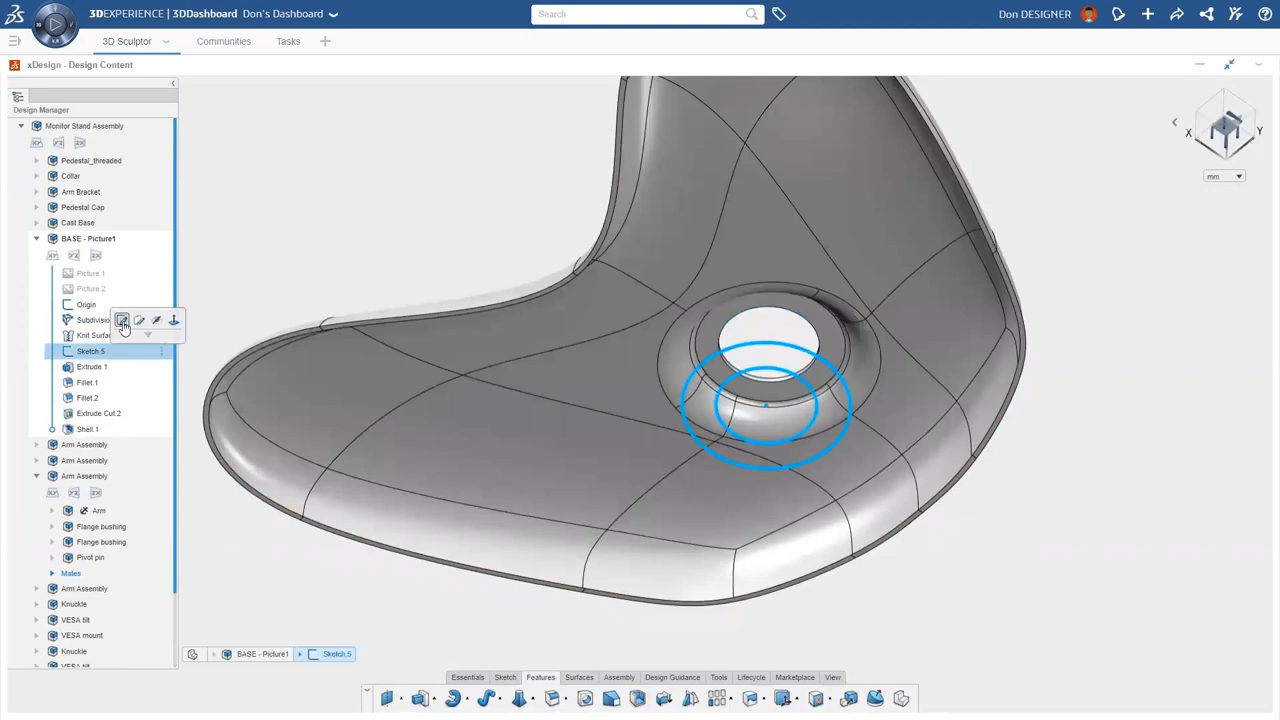 3DEXPERIENCE | 3DDashboard Don's Dashboard
Search
Don DESIGNER
3D Sculptor
Communities
Tasks
xDesign - Design Content
Design Manager
Monitor Stand Assembly
Pedestal_threaded
Collar
Arm Bracket
Pedestal Cap
Cast Base
BASE - Picture1
Picture.1
Picture.2
Origin
Subdivisio
Knit Surfac
Sketch.5
Extrude.1
Fillet.1
Fillet.2
Extrude Cut.2
Shell.1
Arm Assembly
Arm Assembly
Arm Assembly
Arm
Flange bushing
Flange bushing
Pivot pin
Mates
Arm Assembly
Knuckle
VESA tilt
VESA mount
Knuckle
VESA tilt
X
Y
mm
BASE - Picture1
Sketch.5
Essentials
Sketch
Features
Surfaces
Assembly
Design Guidance
Tools
Lifecycle
Marketplace
View